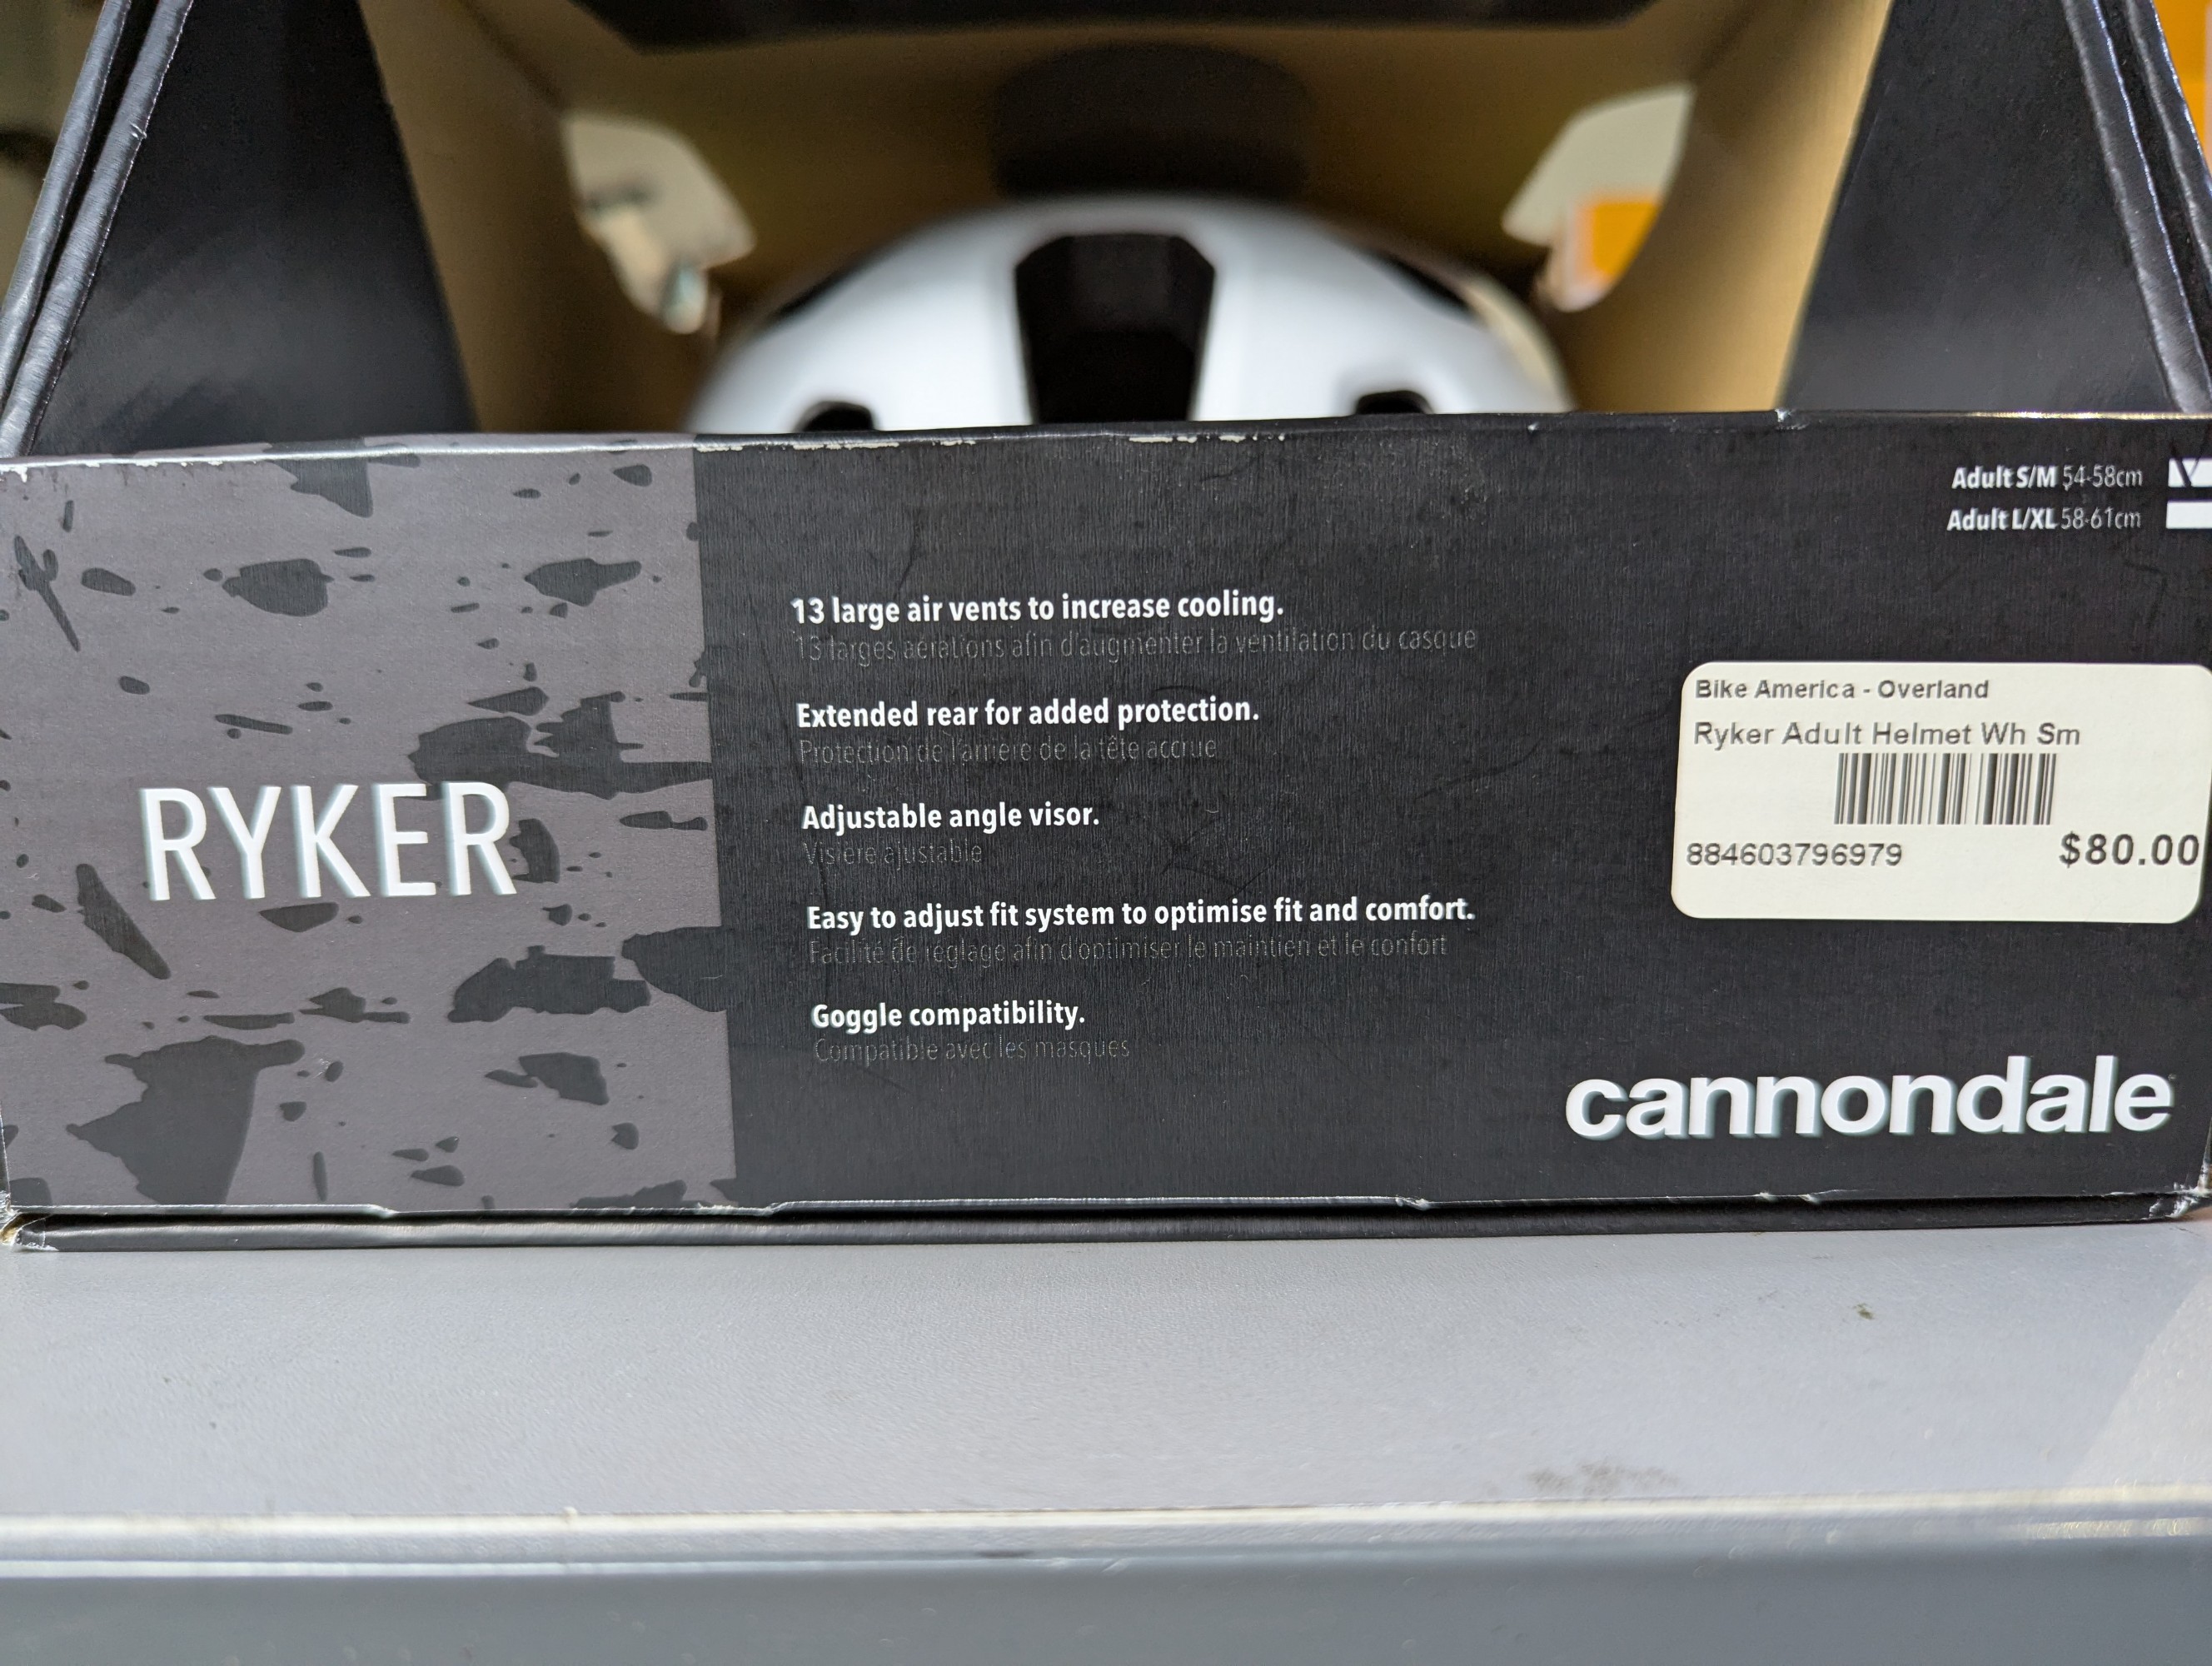 Adult S/M 54-58cm
Adult L/XL 58-61cm
13 large air vents to increase cooling.
13 larges aérations afin d'augmenter la ventilation du casque
Extended rear for added protection.
Protection de l'arrière de la tête accrue
Adjustable angle visor.
Visière ajustable
Easy to adjust fit system to optimise fit and comfort.
Facilité de réglage afin d'optimiser le maintien et le confort
Goggle compatibility.
Compatible avec les masques
RYKER
Bike America - Overland
Ryker Adult Helmet Wh Sm
884603796979 $80.00
cannondale